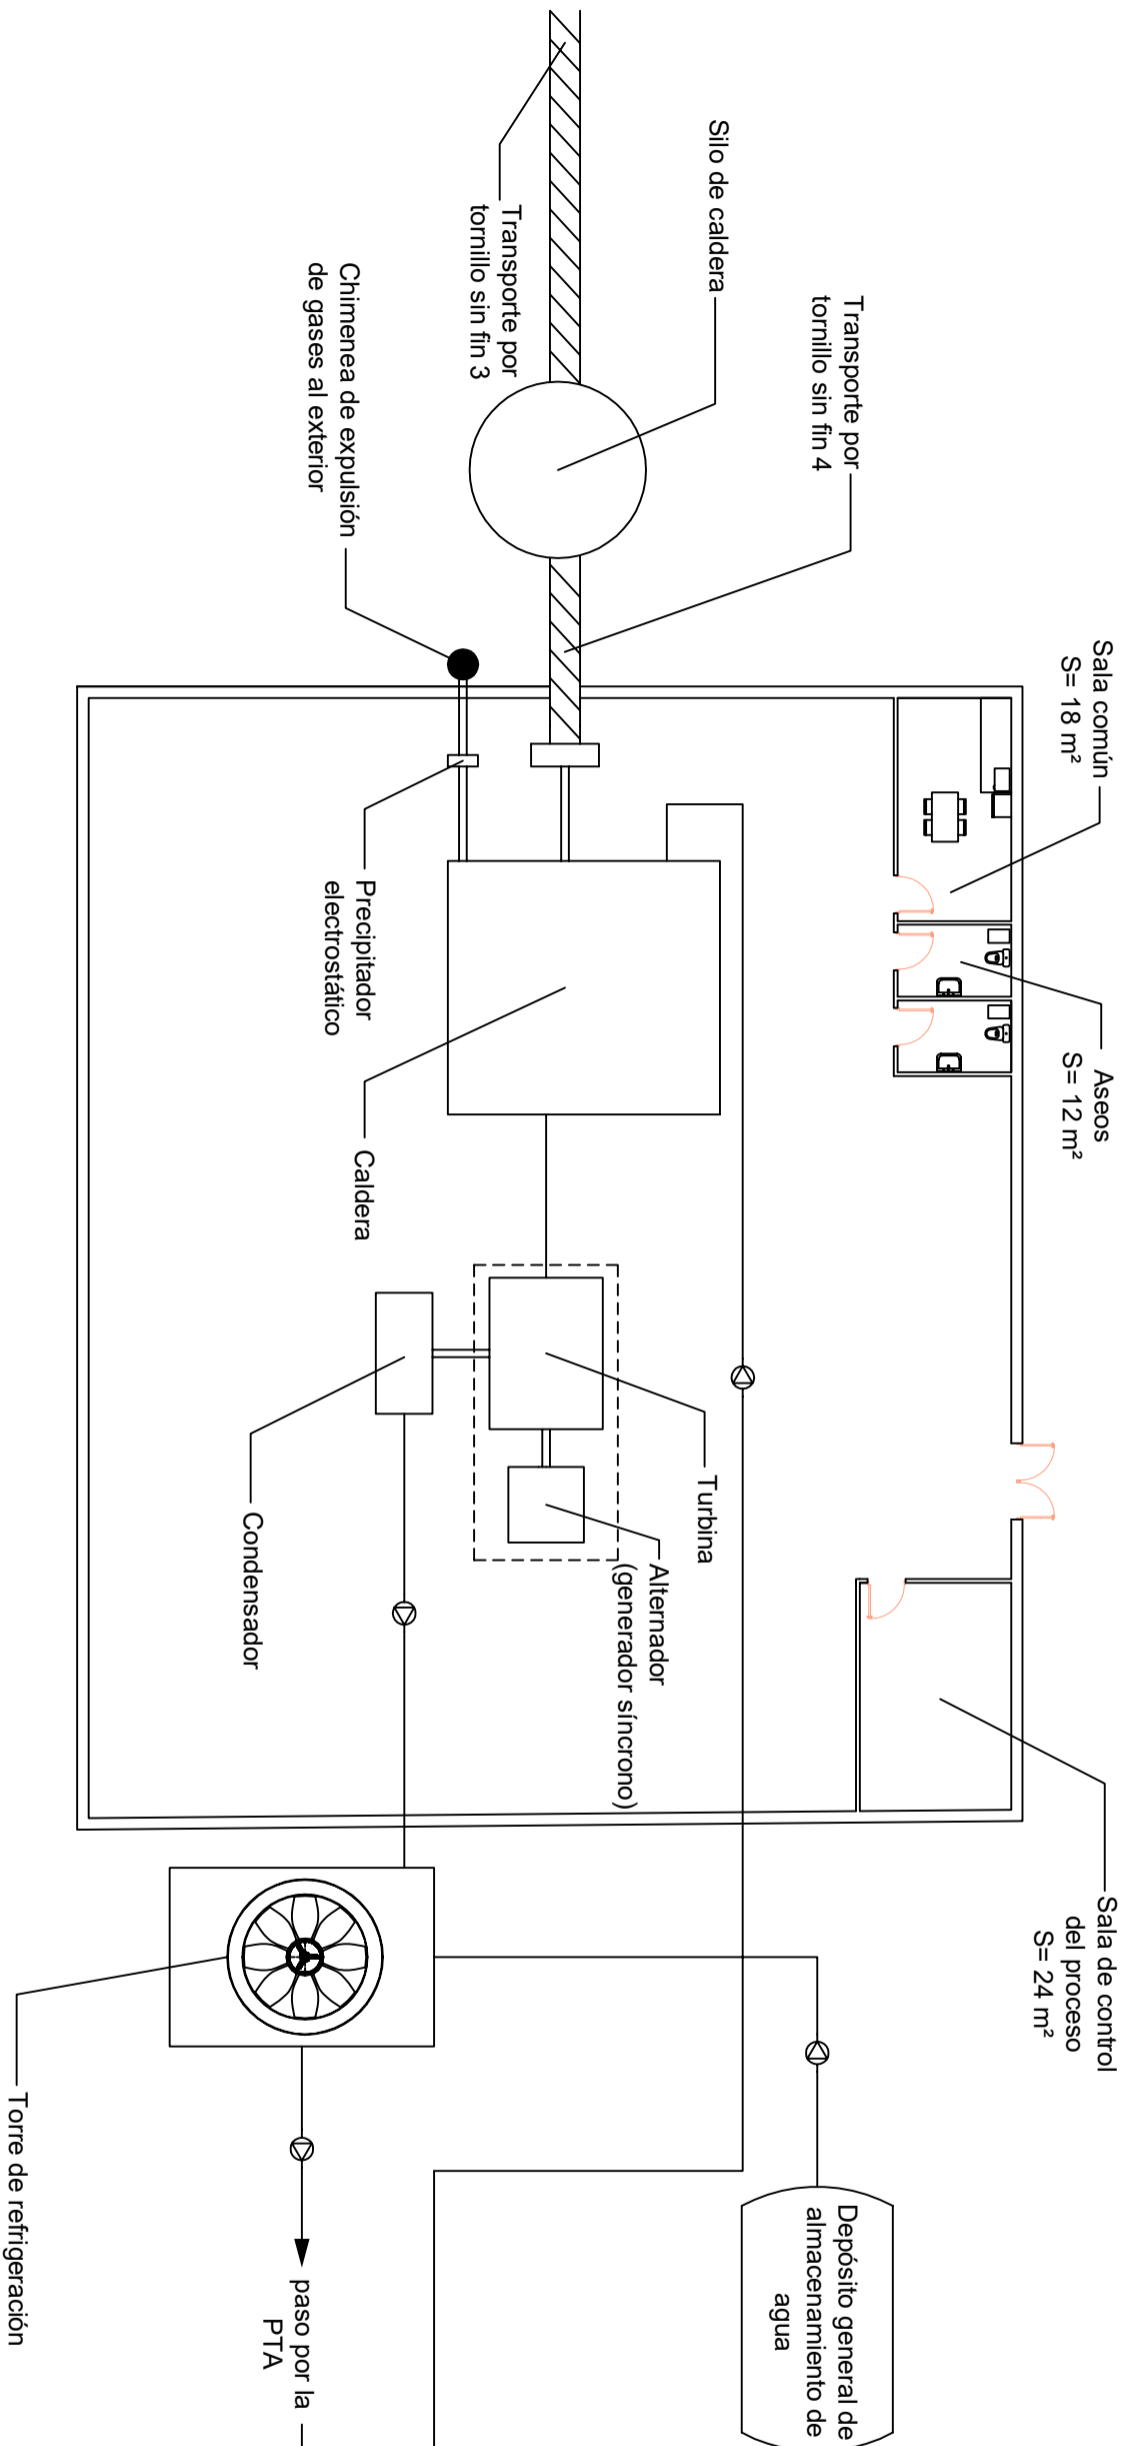 Sala común
S= 18 m²
Aseos
S= 12 m²
Sala de control
del proceso
S= 24 m²
Transporte por
tornillo sin fin 4
Silo de caldera
Transporte por
tornillo sin fin 3
Chimenea de expulsión
de gases al exterior
Precipitador
electrostático
Caldera
Turbina
Alternador
(generador síncrono)
Condensador
Depósito general de
almacenamiento de
agua
paso por la
PTA
Torre de refrigeración